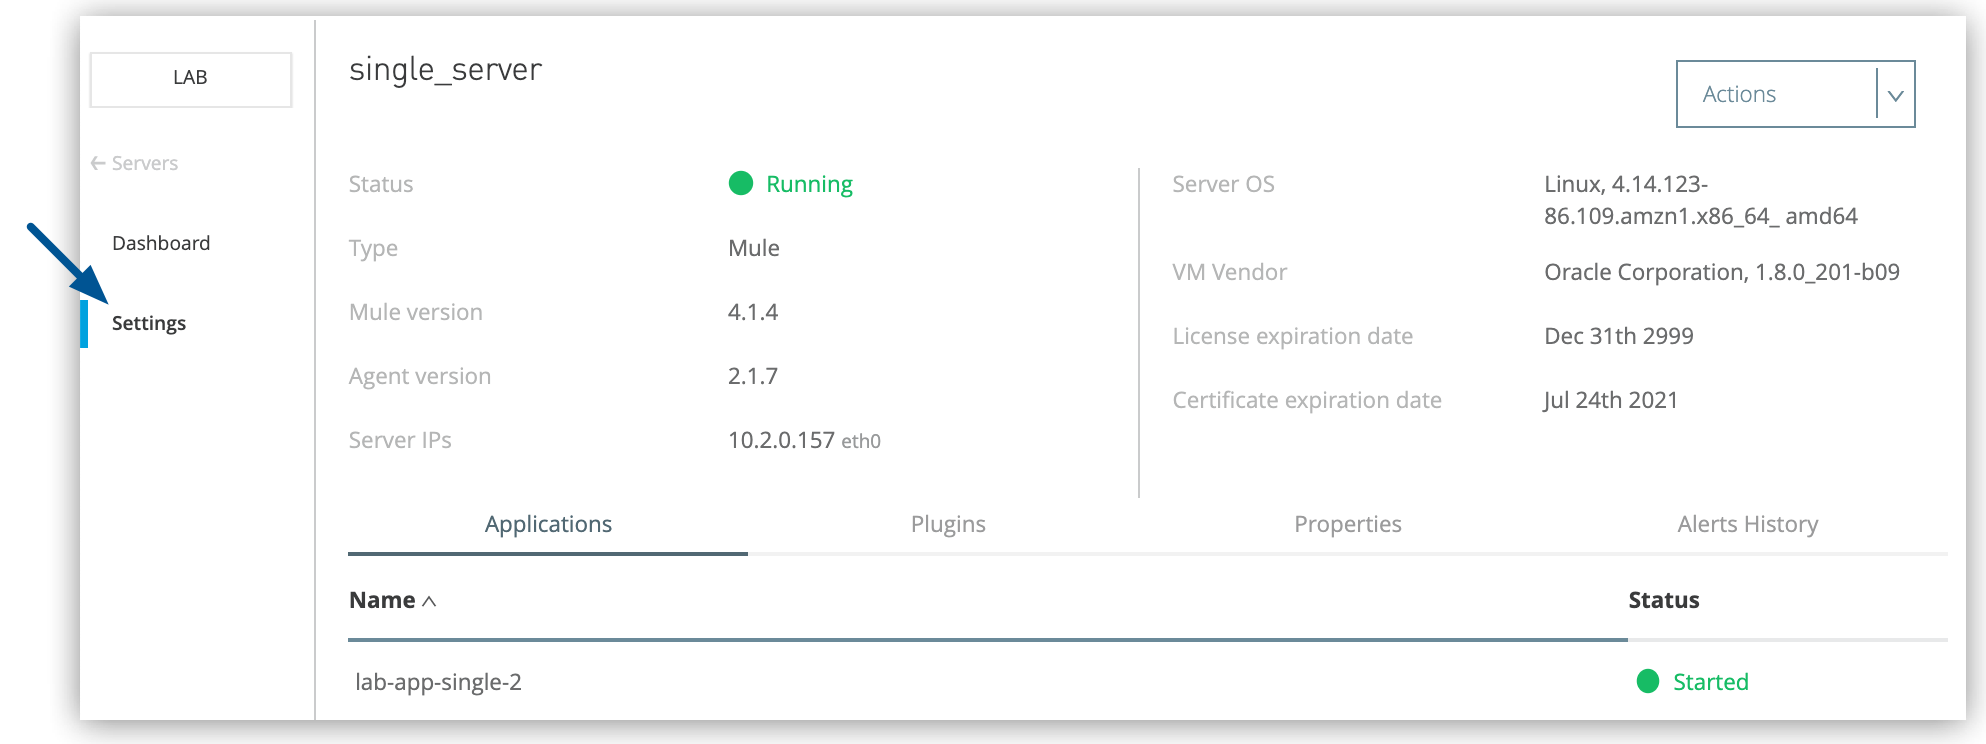 LAB
← Servers
Dashboard
Settings
single_server
Actions
Status Running
Type Mule
Mule version 4.1.4
Agent version 2.1.7
Server IPs 10.2.0.157 eth0
Server OS Linux, 4.14.123-
86.109.amzn1.x86_64_ amd64
VM Vendor Oracle Corporation, 1.8.0_201-b09
License expiration date Dec 31th 2999
Certificate expiration date Jul 24th 2021
Applications Plugins Properties Alerts History
Name Status
lab-app-single-2 Started